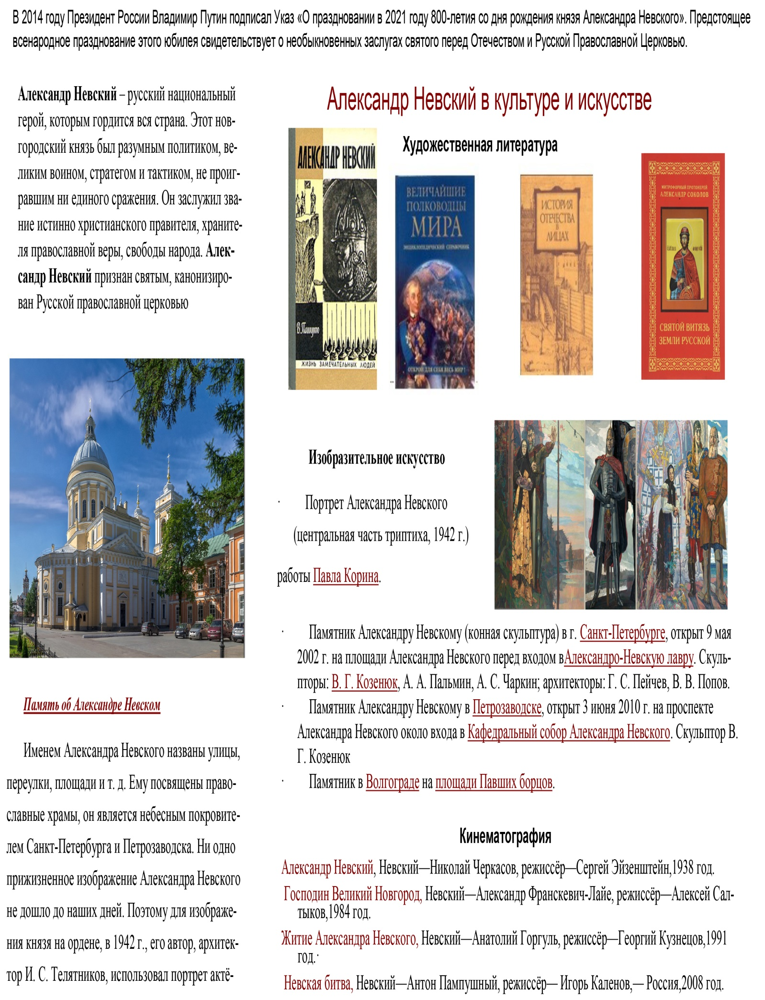 В 2014 году Президент России Владимир Путин подписал Указ «О праздновании в 2021 году 800-летия со дня рождения князя Александра Невского». Предстоящее
всенародное празднование этого юбилея свидетельствует о необыкновенных заслугах святого перед Отечеством и Русской Православной Церковью.
Александр Невский – русский национальный
герой, которым гордится вся страна. Этот нов-
городский князь был разумным политиком, ве-
ликим воином, стратегом и тактиком, не проиг-
равшим ни единого сражения. Он заслужил зва-
ние истинно христианского правителя, храните-
ля православной веры, свободы народа. Алек-
сандр Невский признан святым, канонизиро-
ван Русской православной церковью
Память об Александре Невском
Именем Александра Невского названы улицы,
переулки, площади и т. д. Ему посвящены право-
славные храмы, он является небесным покровите-
лем Санкт-Петербурга и Петрозаводска. Ни одно
прижизненное изображение Александра Невского
не дошло до наших дней. Поэтому для изображе-
ния князя на ордене, в 1942 г., его автор, архитек-
тор И. С. Телятников, использовал портрет актё-
Александр Невский в культуре и искусстве
Художественная литература
АЛЕКСАНДР НЕВСКИЙ
В. Пашуто
ЖИЗНЬ ЗАМЕЧАТЕЛЬНЫХ ЛЮДЕЙ
ВЕЛИЧАЙШИЕ
ПОЛКОВОДЦЫ
МИРА
ЭНЦИКЛОПЕДИЧЕСКИЙ СПРАВОЧНИК
ОТКРОЙ ДЛЯ СЕБЯ ВЕСЬ МИР!
ИСТОРИЯ
ОТЕЧЕСТВА
В
ЛИЦАХ
МИТРОФОРНЫЙ ПРОТОИЕРЕЙ
АЛЕКСАНДР СОКОЛОВ
СВЯТОЙ ВИТЯЗЬ
ЗЕМЛИ РУССКОЙ
Изобразительное искусство
· Портрет Александра Невского
(центральная часть триптиха, 1942 г.)
работы Павла Корина.
· Памятник Александру Невскому (конная скульптура) в г. Санкт-Петербурге, открыт 9 мая
2002 г. на площади Александра Невского перед входом вАлександро-Невскую лавру. Скуль-
пторы: В. Г. Козенюк, А. А. Пальмин, А. С. Чаркин; архитекторы: Г. С. Пейчев, В. В. Попов.
· Памятник Александру Невскому в Петрозаводске, открыт 3 июня 2010 г. на проспекте
Александра Невского около входа в Кафедральный собор Александра Невского. Скульптор В.
Г. Козенюк
· Памятник в Волгограде на площади Павших борцов.
Кинематография
Александр Невский, Невский—Николай Черкасов, режиссёр—Сергей Эйзенштейн,1938 год.
Господин Великий Новгород, Невский—Александр Франскевич-Лайе, режиссёр—Алексей Сал-
тыков,1984 год.
Житие Александра Невского, Невский—Анатолий Горгуль, режиссёр—Георгий Кузнецов,1991
год.·
Невская битва, Невский—Антон Пампушный, режиссёр— Игорь Каленов,— Россия,2008 год.